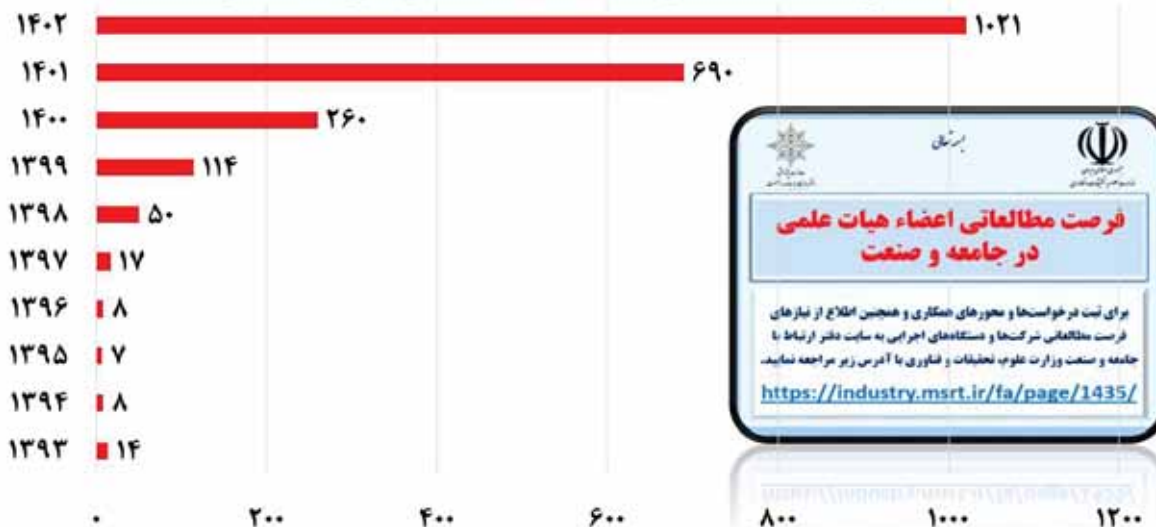 ۱۴۰۲ ۱۰۲۱
۱۴۰۱ ۶۹۰
۱۴۰۰ ۲۶۰
۱۳۹۹ ۱۱۴
۱۳۹۸ ۵۰
۱۳۹۷ ۱۷
۱۳۹۶ ۸
۱۳۹۵ ۷
۱۳۹۴ ۸
۱۳۹۳ ۱۴
۰ ۲۰۰ ۴۰۰ ۶۰۰ ۸۰۰ ۱۰۰۰ ۱۲۰۰
بسمه تعالی
فرصت مطالعاتی اعضاء هیات علمی
در جامعه و صنعت
برای ثبت درخواست‌ها و محورهای همکاری و همچنین اطلاع از نیازهای
فرصت مطالعاتی شرکت‌ها و دستگاه‌های اجرایی به سایت دفتر ارتباط با
جامعه و صنعت وزارت علوم، تحقیقات و فناوری با آدرس زیر مراجعه نمایید.
https://industry.msrt.ir/fa/page/1435/